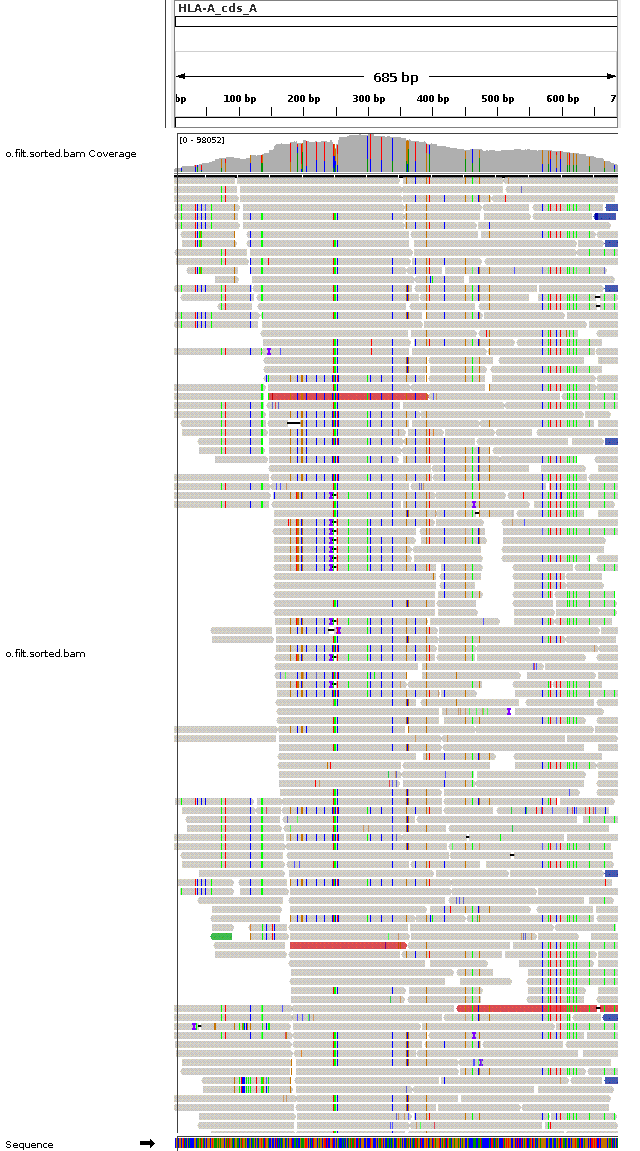 HLA-A_cds_A
685 bp
bp 100 bp 200 bp 300 bp 400 bp 500 bp 600 bp 7
[0 - 98052]
o.filt.sorted.bam Coverage
o.filt.sorted.bam
Sequence